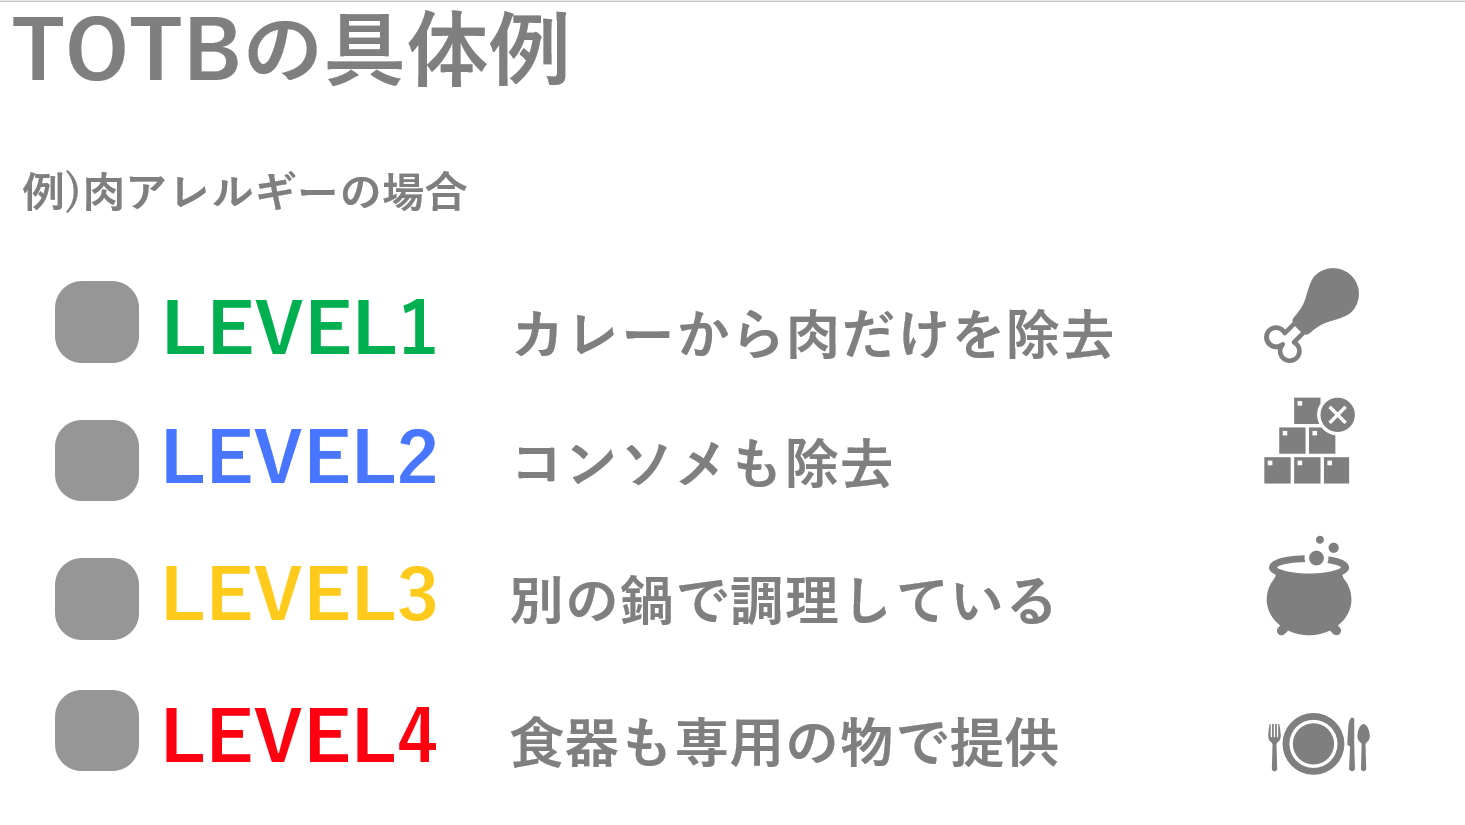 TOTBの具体例
例)肉アレルギーの場合
LEVEL1 カレーから肉だけを除去
LEVEL2 コンソメも除去
LEVEL3 別の鍋で調理している
LEVEL4 食器も専用の物で提供